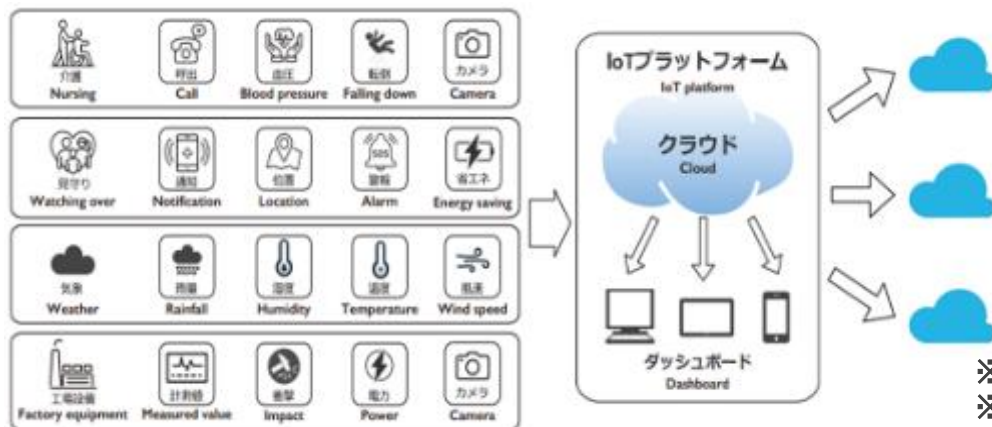 介護 呼出 血圧 転倒 カメラ
Nursing Call Blood pressure Falling down Camera
見守り 通知 位置 SOS 警報 省エネ
Watching over Notification Location Alarm Energy saving
気象 雨量 湿度 温度 風速
Weather Rainfall Humidity Temperature Wind speed
工場設備 計測値 衝撃 電力 カメラ
Factory equipment Measured value Impact Power Camera
IoTプラットフォーム
IoT platform
クラウド
Cloud
ダッシュボード
Dashboard
※
※